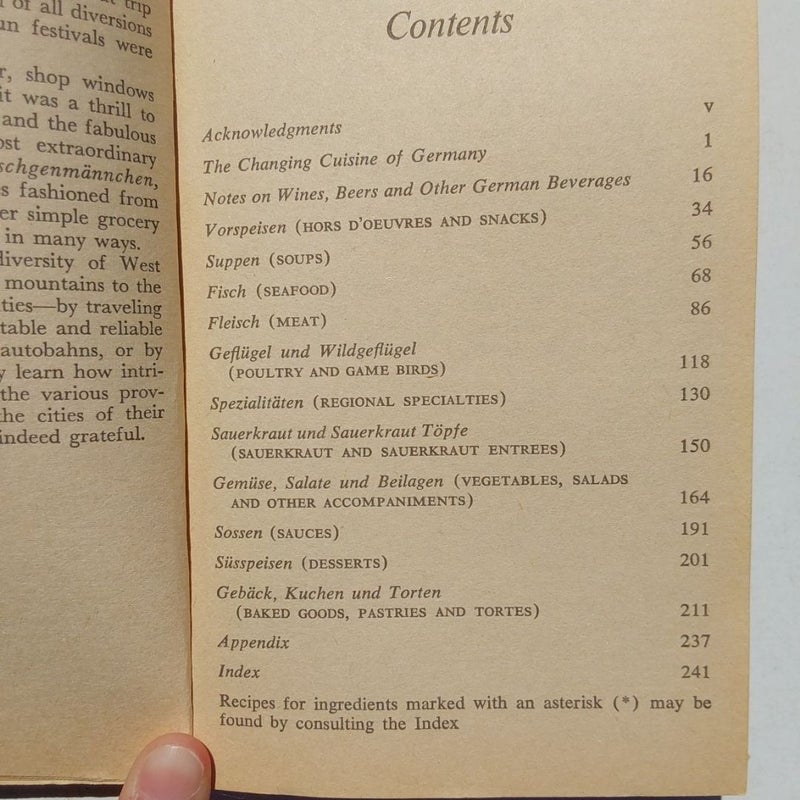 trip
of all diversions
un festivals were
shop windows
it was a thrill to
and the fabulous
ost extraordinary
schgenmännchen,
s fashioned from
er simple grocery
in many ways.
diversity of West
mountains to the
ties—by traveling
table and reliable
autobahns, or by
y learn how intri-
the various prov-
the cities of their
indeed grateful.
Contents
Acknowledgments v
The Changing Cuisine of Germany 1
Notes on Wines, Beers and Other German Beverages 16
Vorspeisen (HORS D'OEUVRES AND SNACKS) 34
Suppen (SOUPS) 56
Fisch (SEAFOOD) 68
Fleisch (MEAT) 86
Geflügel und Wildgeflügel
(POULTRY AND GAME BIRDS) 118
Spezialitäten (REGIONAL SPECIALTIES) 130
Sauerkraut und Sauerkraut Töpfe
(SAUERKRAUT AND SAUERKRAUT ENTREES) 150
Gemüse, Salate und Beilagen (VEGETABLES, SALADS
AND OTHER ACCOMPANIMENTS) 164
Sossen (SAUCES) 191
Süsspeisen (DESSERTS) 201
Gebäck, Kuchen und Torten
(BAKED GOODS, PASTRIES AND TORTES) 211
Appendix 237
Index 241
Recipes for ingredients marked with an asterisk (*) may be
found by consulting the Index